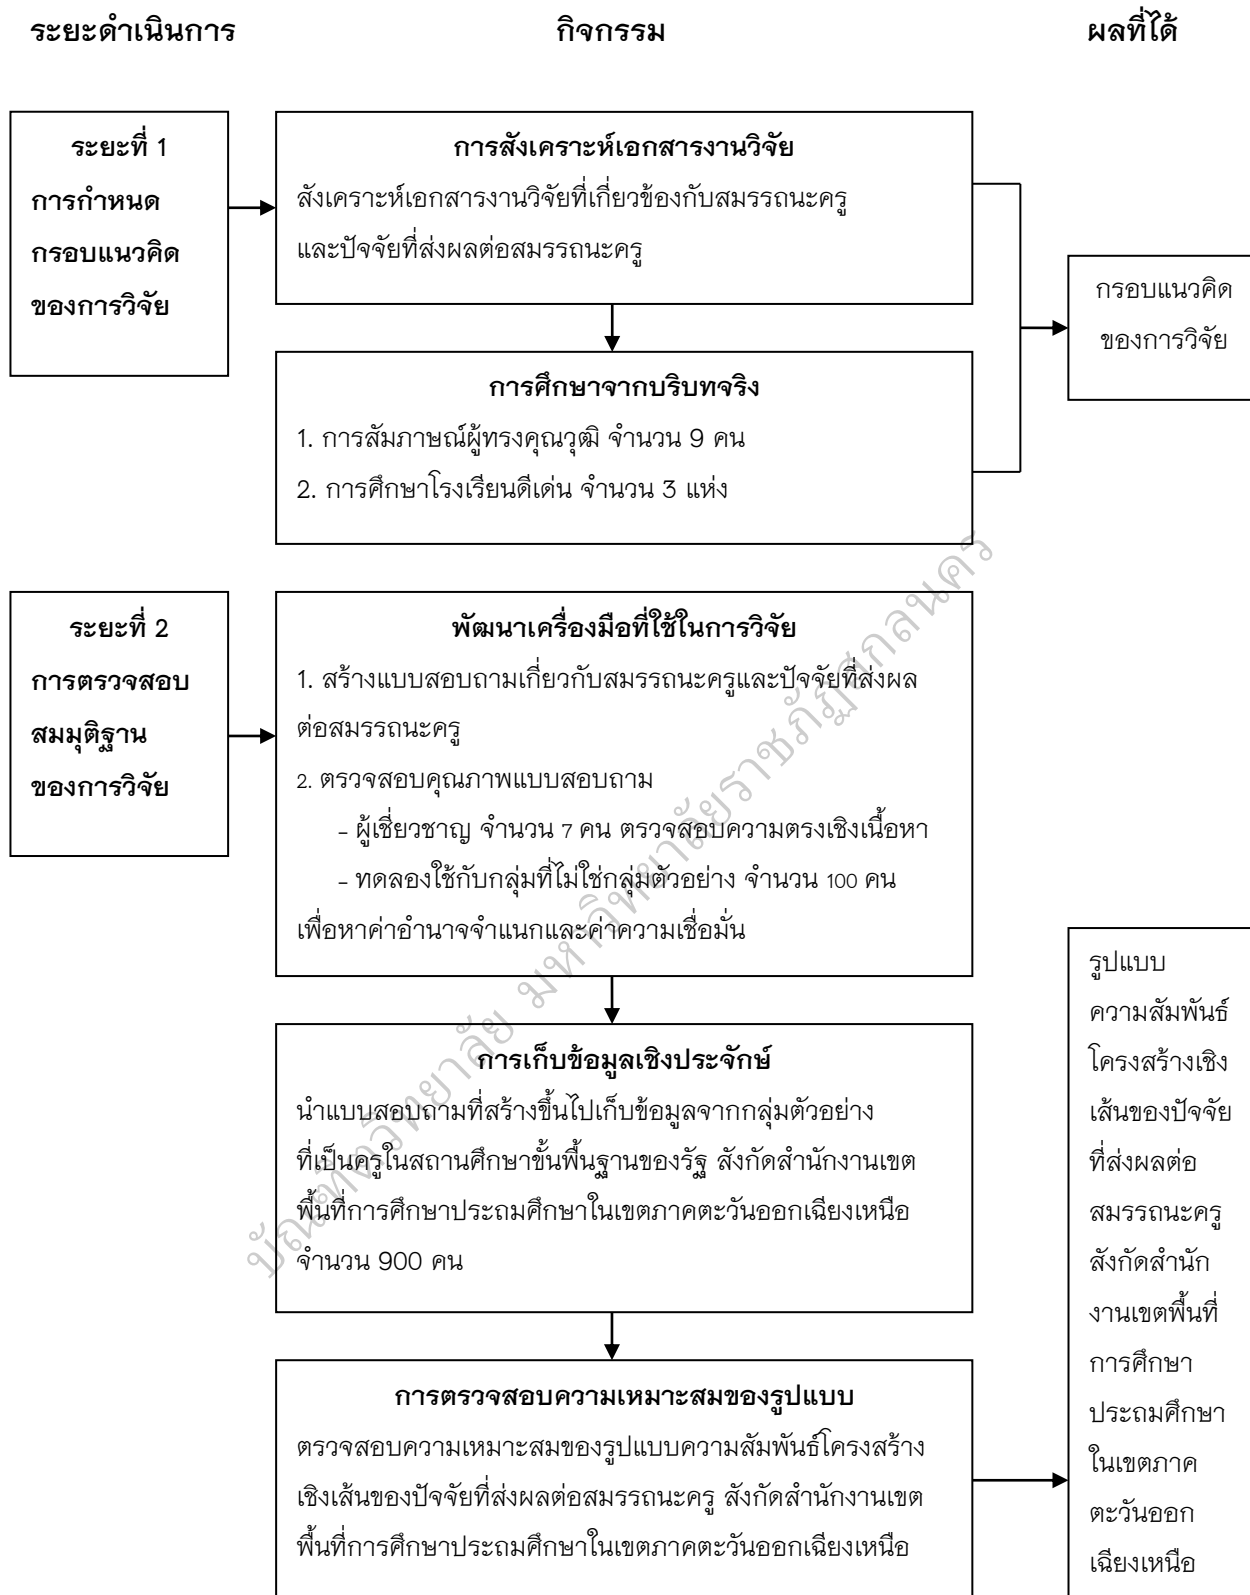 ระยะดำเนินการ
กิจกรรม
ผลที่ได้
ระยะที่ 1
การกำหนด
กรอบแนวคิด
ของการวิจัย
การสังเคราะห์เอกสารงานวิจัย
สังเคราะห์เอกสารงานวิจัยที่เกี่ยวข้องกับสมรรถนะครู
และปัจจัยที่ส่งผลต่อสมรรถนะครู
การศึกษาจากบริบทจริง
1. การสัมภาษณ์ผู้ทรงคุณวุฒิ จำนวน 9 คน
2. การศึกษาโรงเรียนดีเด่น จำนวน 3 แห่ง
กรอบแนวคิด
ของการวิจัย
ระยะที่ 2
การตรวจสอบ
สมมุติฐาน
ของการวิจัย
พัฒนาเครื่องมือที่ใช้ในการวิจัย
1. สร้างแบบสอบถามเกี่ยวกับสมรรถนะครูและปัจจัยที่ส่งผล
ต่อสมรรถนะครู
2. ตรวจสอบคุณภาพแบบสอบถาม
- ผู้เชี่ยวชาญ จำนวน 7 คน ตรวจสอบความตรงเชิงเนื้อหา
- ทดลองใช้กับกลุ่มที่ไม่ใช่กลุ่มตัวอย่าง จำนวน 100 คน
เพื่อหาค่าอำนาจจำแนกและค่าความเชื่อมั่น
การเก็บข้อมูลเชิงประจักษ์
นำแบบสอบถามที่สร้างขึ้นไปเก็บข้อมูลจากกลุ่มตัวอย่าง
ที่เป็นครูในสถานศึกษาขั้นพื้นฐานของรัฐ สังกัดสำนักงานเขต
พื้นที่การศึกษาประถมศึกษาในเขตภาคตะวันออกเฉียงเหนือ
จำนวน 900 คน
การตรวจสอบความเหมาะสมของรูปแบบ
ตรวจสอบความเหมาะสมของรูปแบบความสัมพันธ์โครงสร้าง
เชิงเส้นของปัจจัยที่ส่งผลต่อสมรรถนะครู สังกัดสำนักงานเขต
พื้นที่การศึกษาประถมศึกษาในเขตภาคตะวันออกเฉียงเหนือ
รูปแบบ
ความสัมพันธ์
โครงสร้างเชิง
เส้นของปัจจัย
ที่ส่งผลต่อ
สมรรถนะครู
สังกัดสำนัก
งานเขตพื้นที่
การศึกษา
ประถมศึกษา
ในเขตภาค
ตะวันออก
เฉียงเหนือ
บัณฑิตวิทยาลัย มหาวิทยาลัยราชภัฏสกลนคร